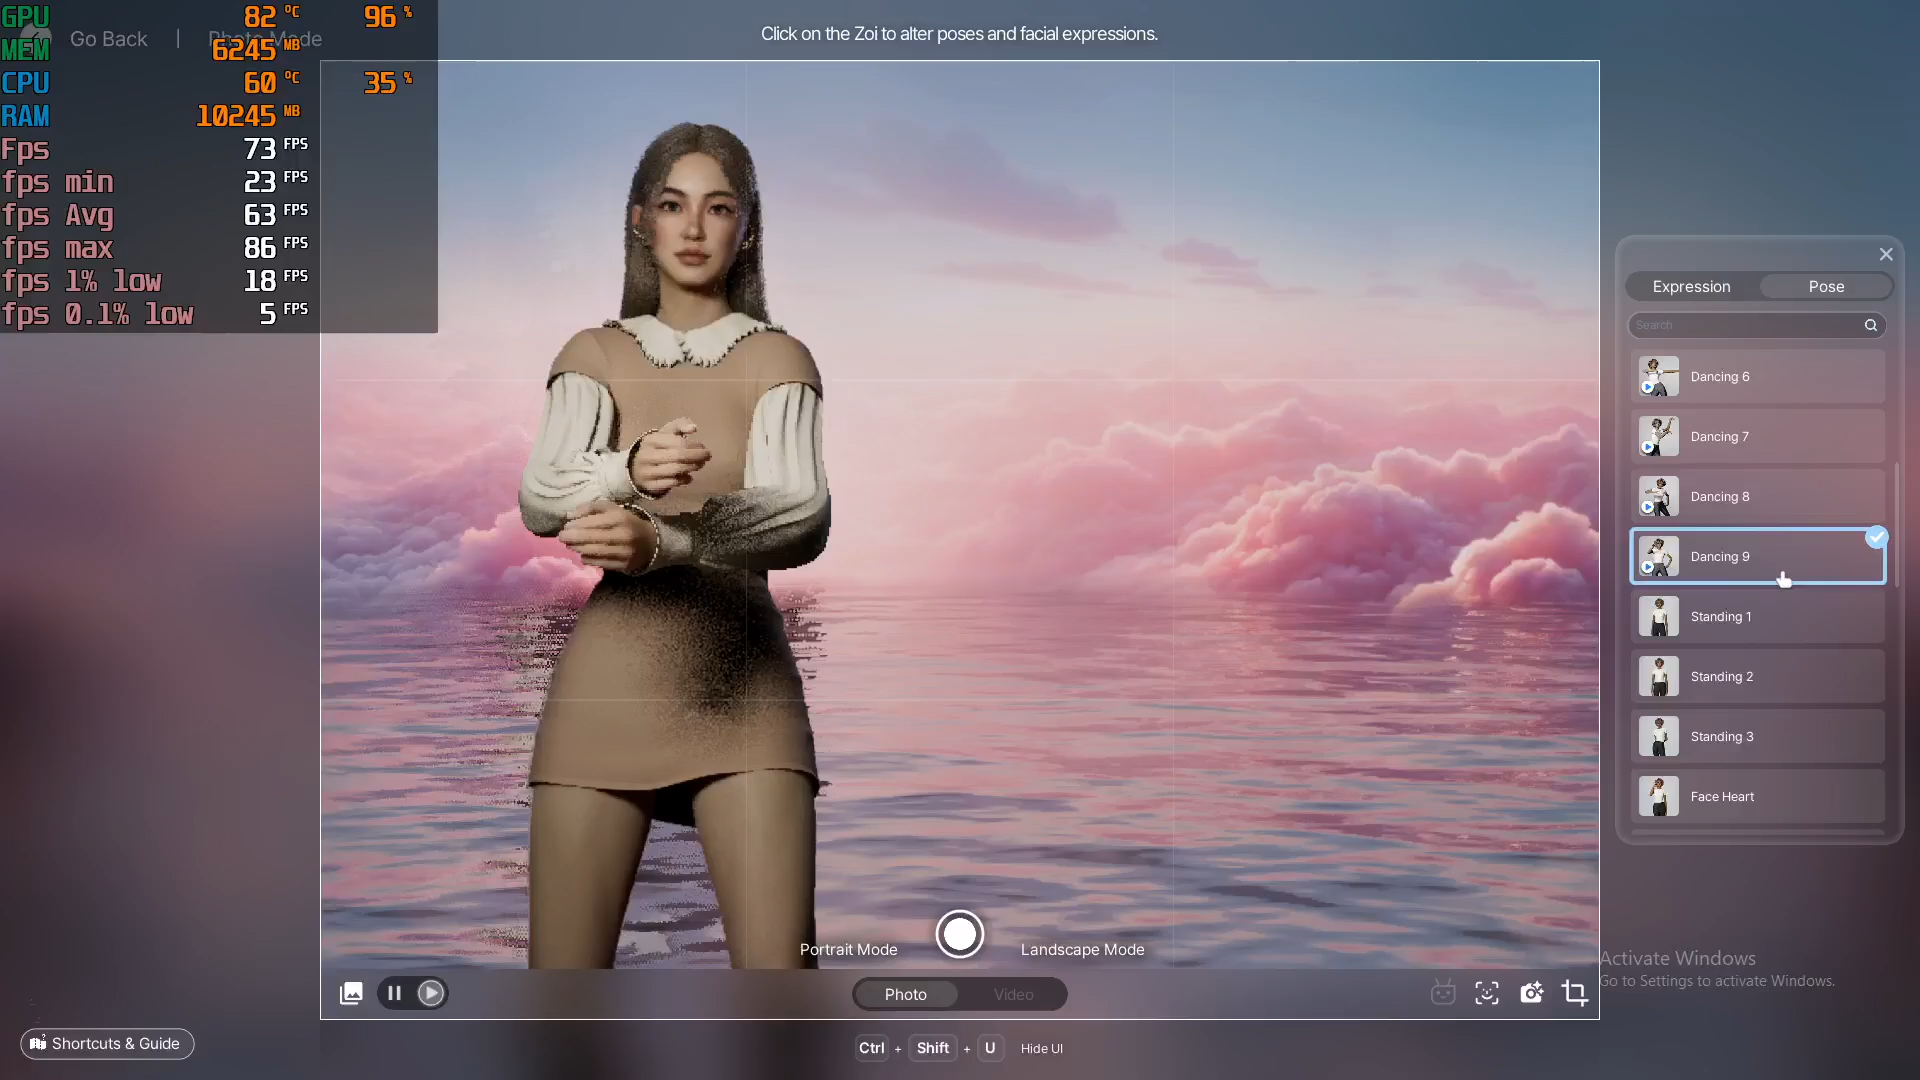 GPU 82 °C 96 %
Go Back | Photo Mode
MEM 6245 MB
CPU 60 °C 35 %
RAM 10245 MB
Fps 73 FPS
fps min 23 FPS
fps Avg 63 FPS
fps max 86 FPS
fps 1% low 18 FPS
fps 0.1% low 5 FPS
Click on the Zoi to alter poses and facial expressions.
Expression Pose
Search
Dancing 6
Dancing 7
Dancing 8
Dancing 9
Standing 1
Standing 2
Standing 3
Face Heart
Portrait Mode Landscape Mode
Photo Video
Activate Windows
Go to Settings to activate Windows.
Shortcuts & Guide
Ctrl + Shift + U Hide UI